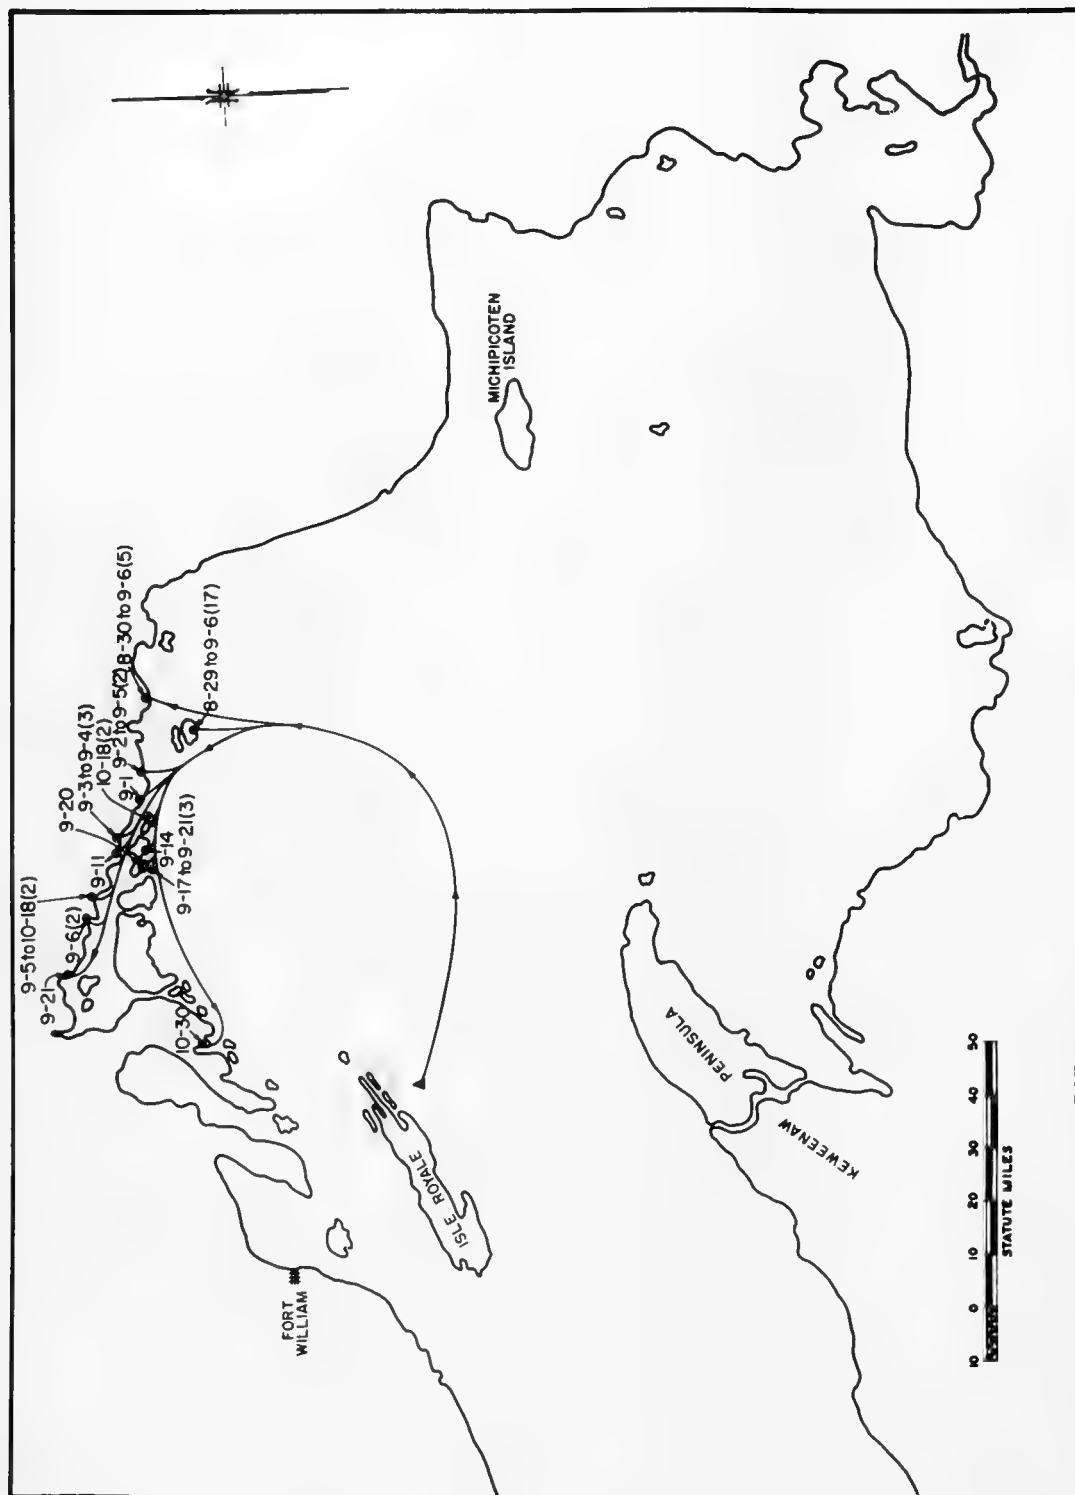 9-21
9-5 to 10-18(2)
9-6(2)
9-11
9-20
9-3 to 9-4(3)
10-18(2)
9-1
9-2 to 9-5(2)
8-30 to 9-6(5)
8-29 to 9-6(17)
9-14
9-17 to 9-21(3)
10-30
MICHIPICOTEN
ISLAND
FORT
WILLIAM
ISLE ROYALE
KEWEENAW
PENINSULA
10 0 10 20 30 40 50
STATUTE MILES